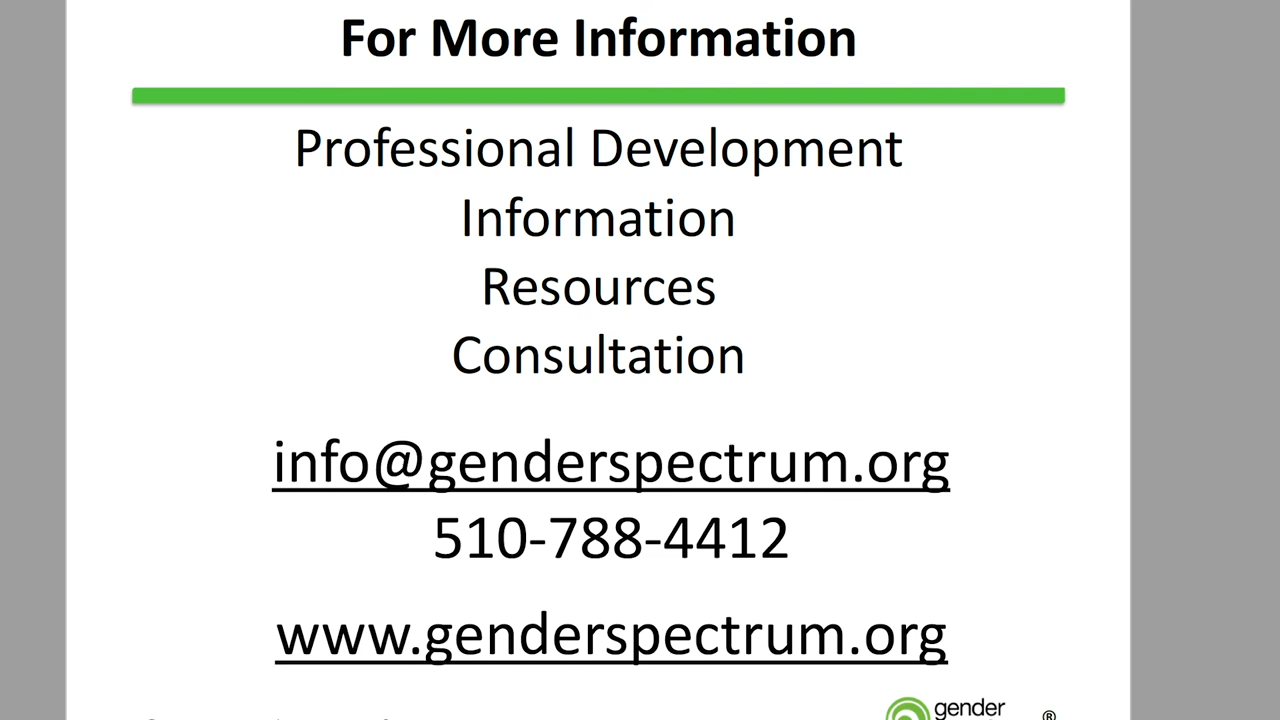 For More Information
Professional Development
Information
Resources
Consultation
info@genderspectrum.org
510-788-4412
www.genderspectrum.org
gender
®